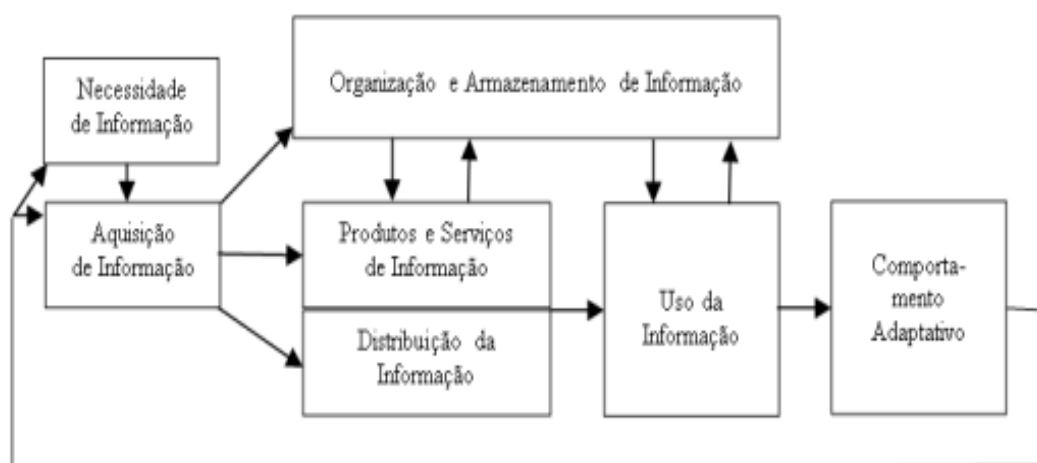 Necessidade
de Informação
Organização e Armazenamento de Informação
Aquisição
de Informação
Produtos e Serviços
de Informação
Distribuição da
Informação
Uso da
Informação
Comporta-
mento
Adaptativo